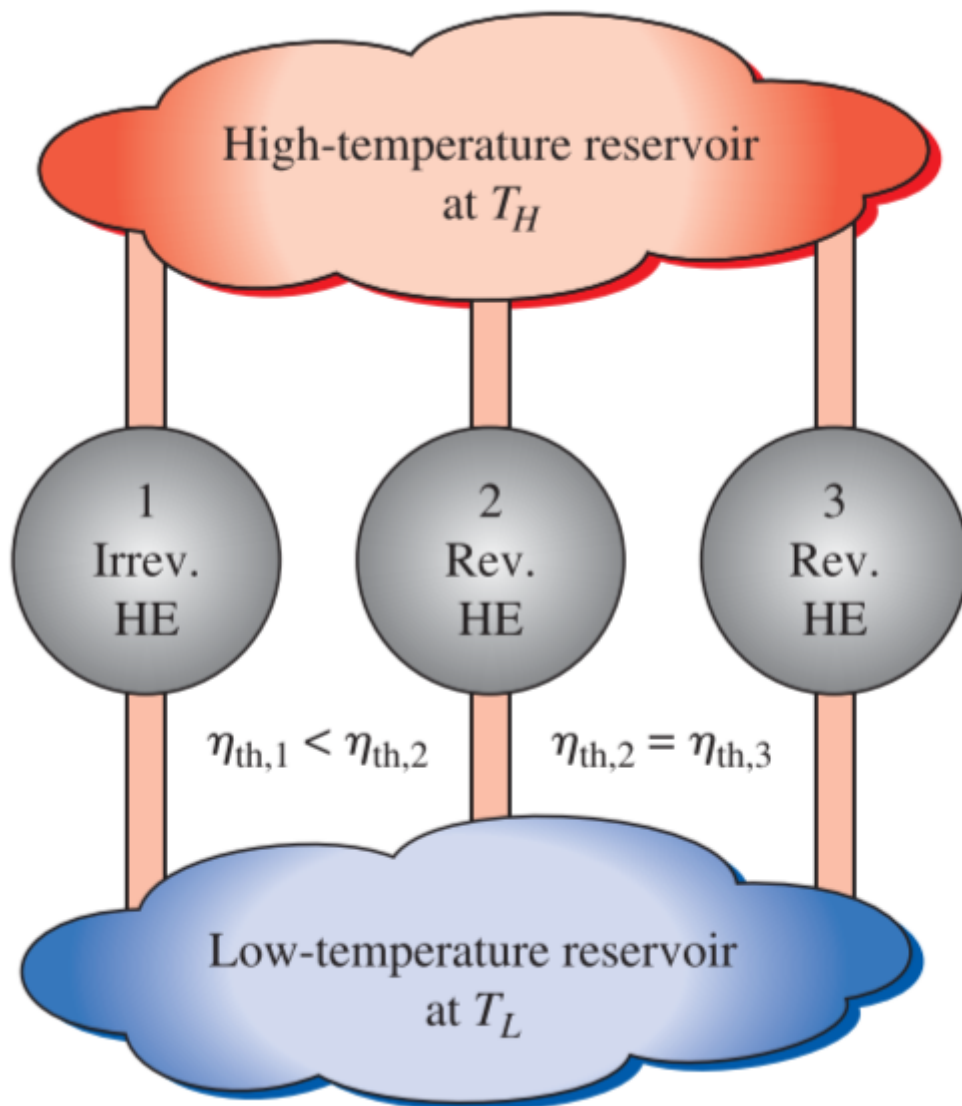 High-temperature reservoir
at T_H
1
Irrev.
HE
2
Rev.
HE
3
Rev.
HE
η_th,1 < η_th,2
η_th,2 = η_th,3
Low-temperature reservoir
at T_L